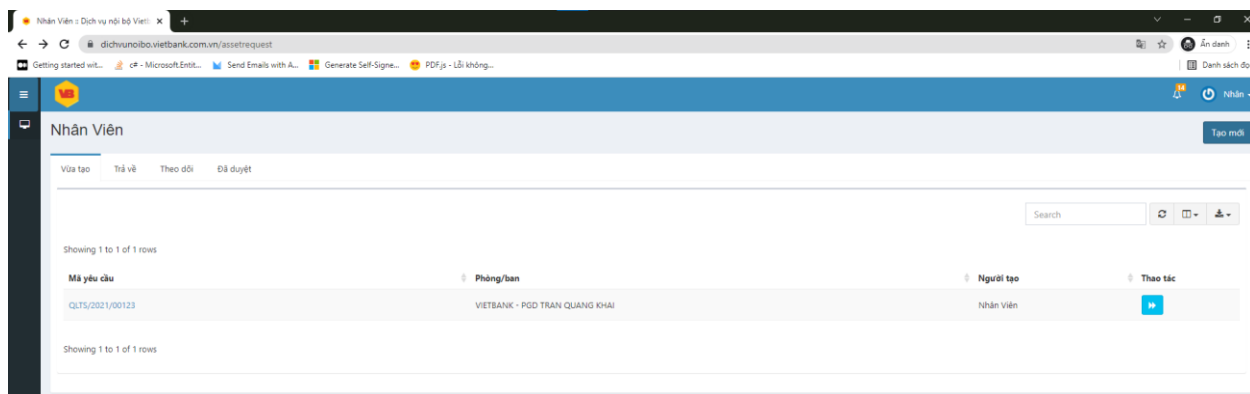 Nhân Viên :: Dịch vụ nội bộ Vietb
dichvunoibo.vietbank.com.vn/assetrequest
Ẩn danh
Getting started wit... c# - Microsoft.Entit... Send Emails with A... Generate Self-Signe... PDF.js - Lỗi không... Danh sách đọ
VB 14 Nhân
Nhân Viên Tạo mới
Vừa tạo Trả về Theo dõi Đã duyệt
Search
Showing 1 to 1 of 1 rows
Mã yêu cầu Phòng/ban Người tạo Thao tác
QLTS/2021/00123 VIETBANK - PGD TRAN QUANG KHAI Nhân Viên
Showing 1 to 1 of 1 rows